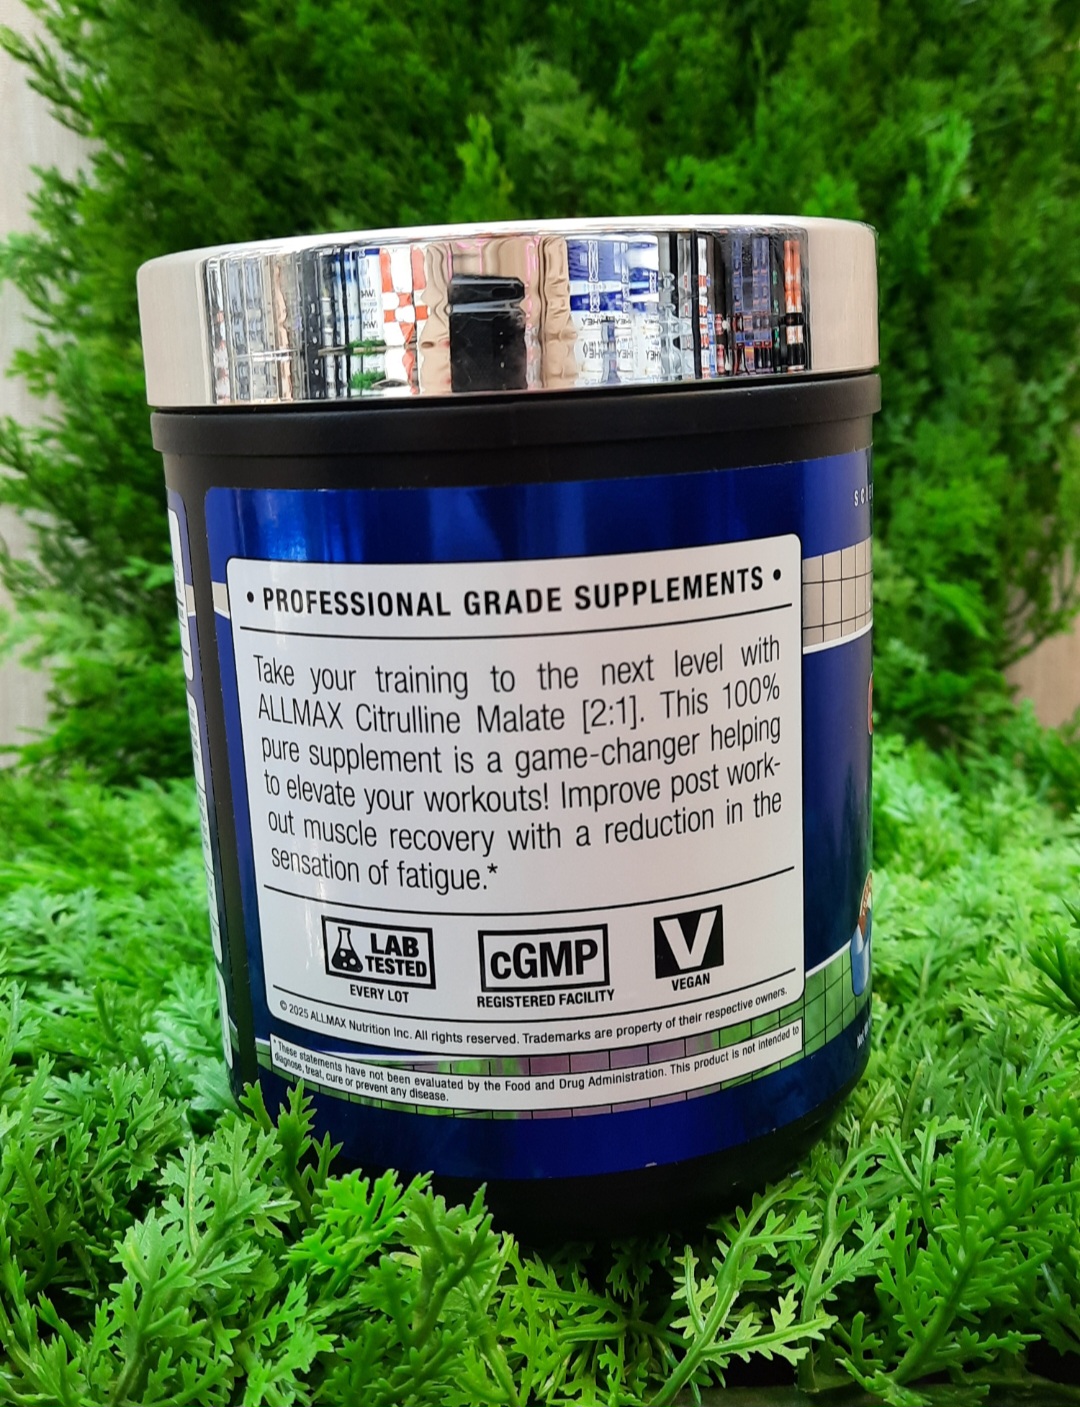 • PROFESSIONAL GRADE SUPPLEMENTS •
Take your training to the next level with
ALLMAX Citrulline Malate [2:1]. This 100%
pure supplement is a game-changer helping
to elevate your workouts! Improve post work-
out muscle recovery with a reduction in the
sensation of fatigue.*
LAB
TESTED
EVERY LOT
cGMP
REGISTERED FACILITY
V
VEGAN
© 2025 ALLMAX Nutrition Inc. All rights reserved. Trademarks are property of their respective owners.
* These statements have not been evaluated by the Food and Drug Administration. This product is not intended to
diagnose, treat, cure or prevent any disease.